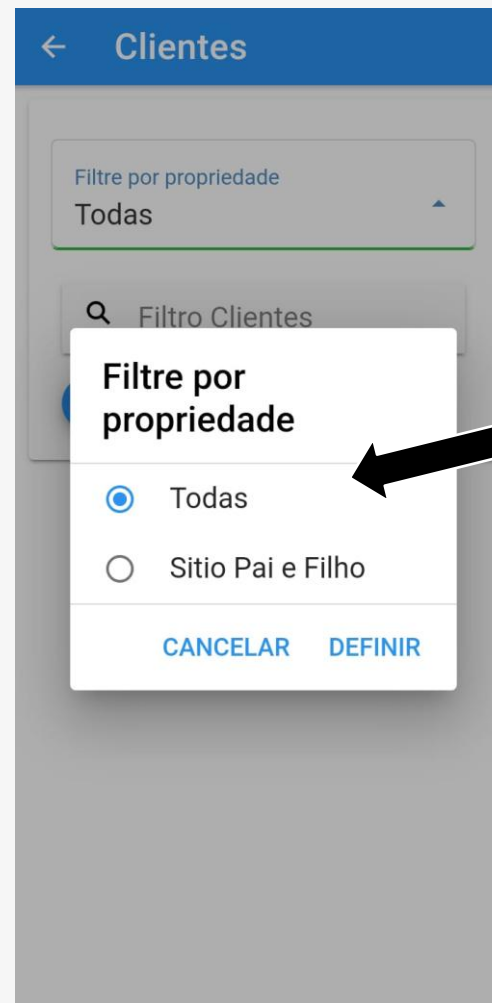 Clientes
Filtre por propriedade
Todas
Filtro Clientes
Filtre por
propriedade
Todas
Sitio Pai e Filho
CANCELAR DEFINIR